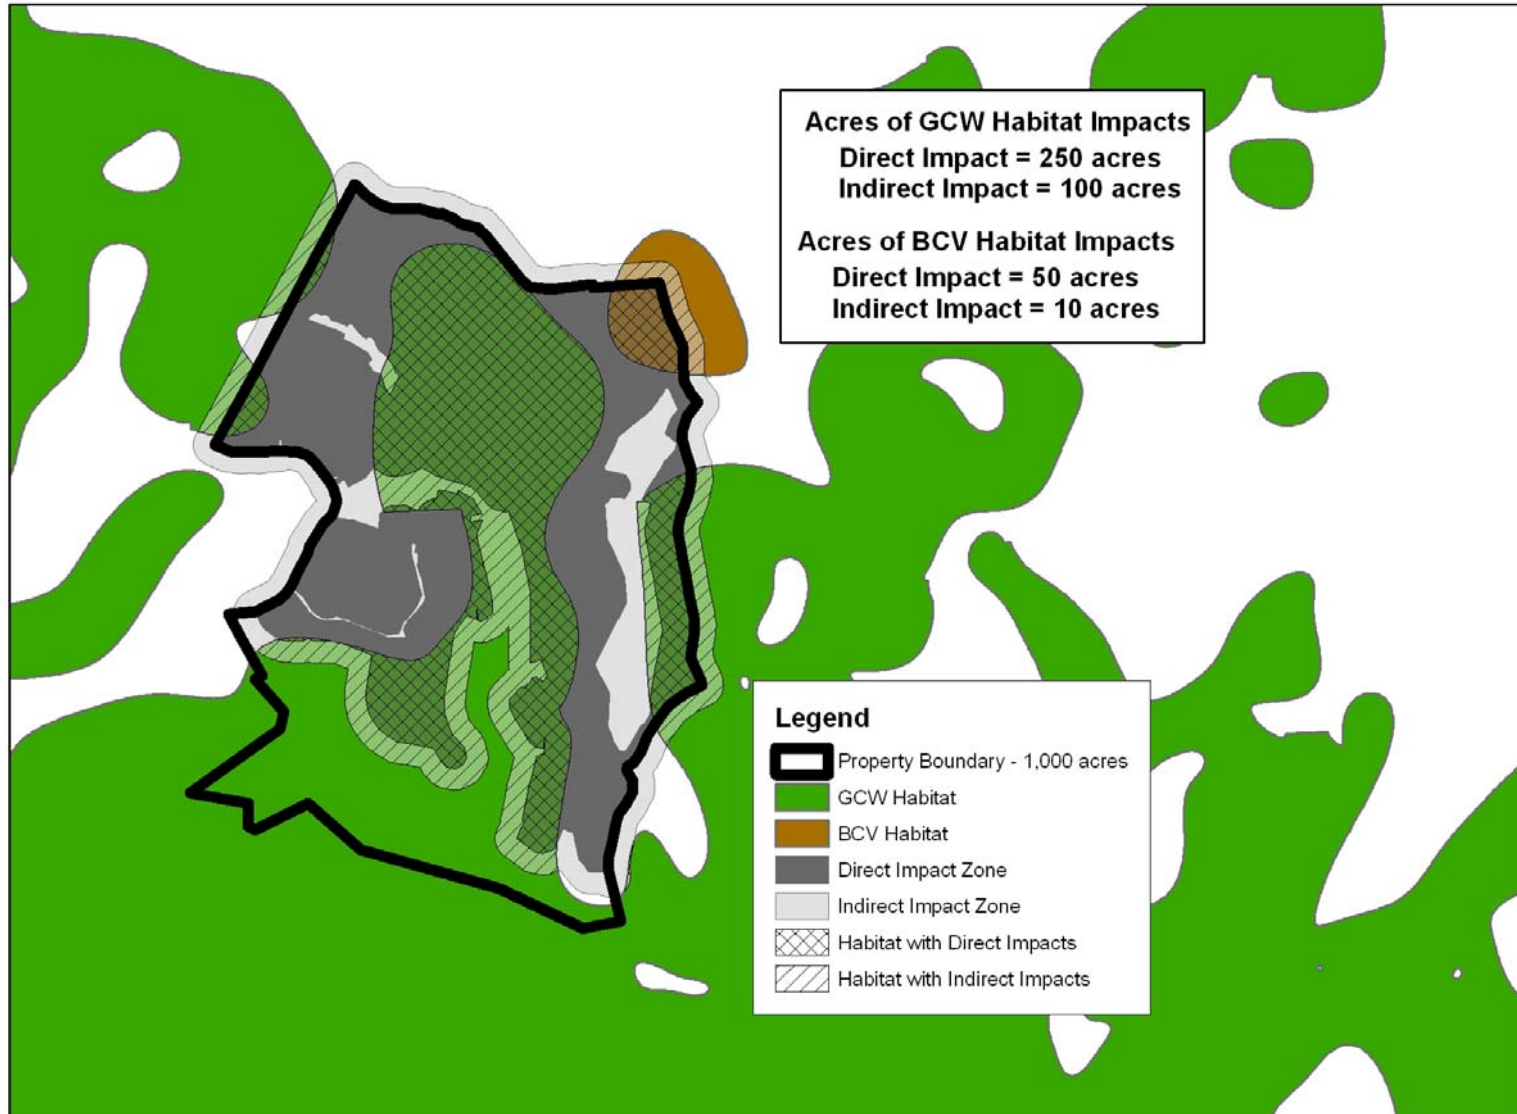 Acres of GCW Habitat Impacts
Direct Impact = 250 acres
Indirect Impact = 100 acres
Acres of BCV Habitat Impacts
Direct Impact = 50 acres
Indirect Impact = 10 acres
Legend
Property Boundary - 1,000 acres
GCW Habitat
BCV Habitat
Direct Impact Zone
Indirect Impact Zone
Habitat with Direct Impacts
Habitat with Indirect Impacts